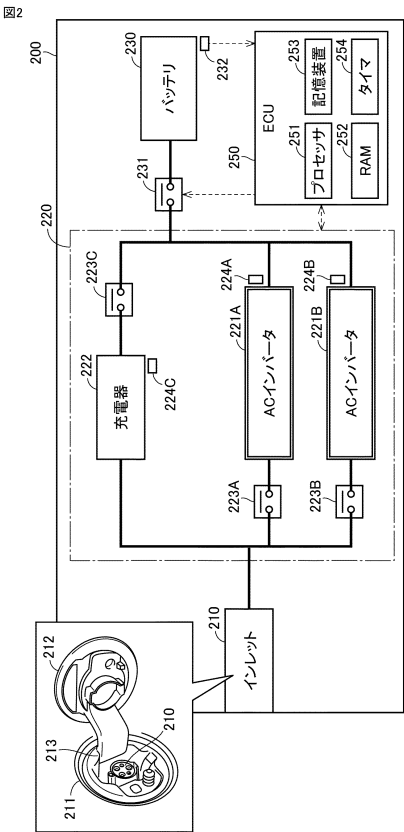 図2
200
230
バッテリ
232
253
記憶装置
254
タイマ
ECU
251
プロセッサ
252
RAM
250
231
220
223C
222
充電器
224C
224A
221A
ACインバータ
223A
224B
221B
ACインバータ
223B
210
インレット
212
213
210
211